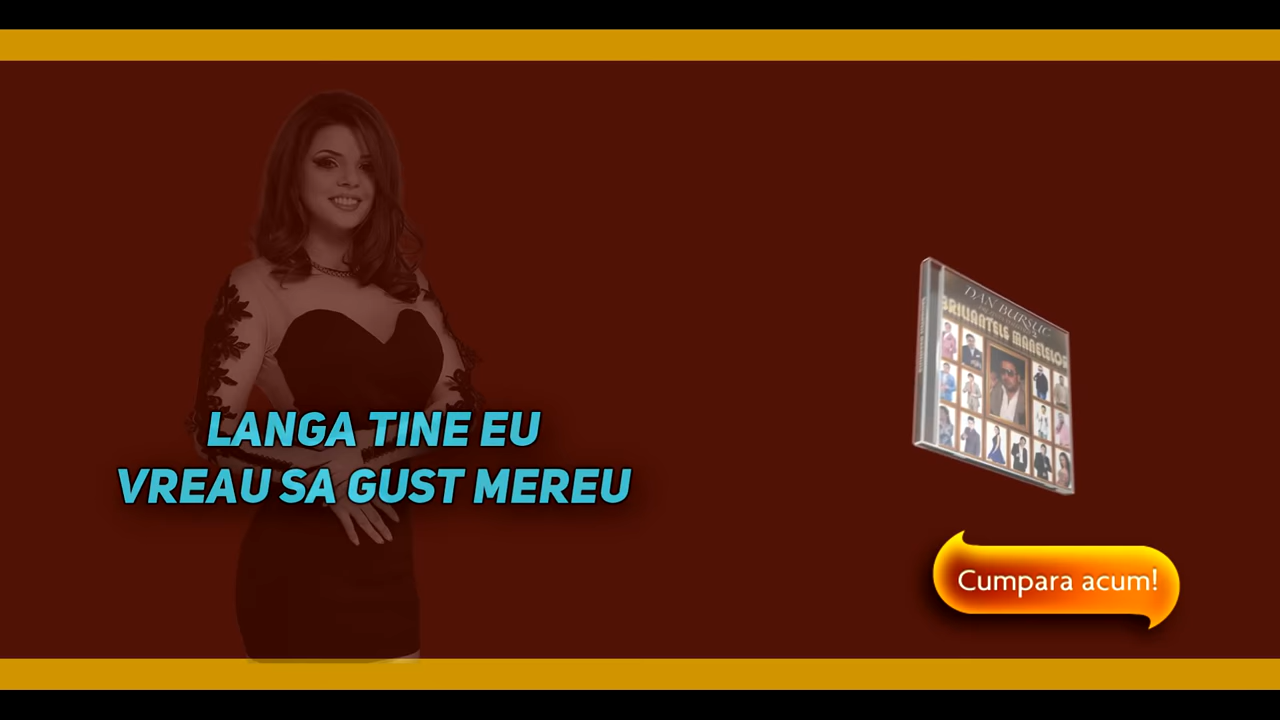 LANGA TINE EU
VREAU SA GUST MEREU
DAN BURSUC
BRILIANTELE MANELELOR
Cumpara acum!